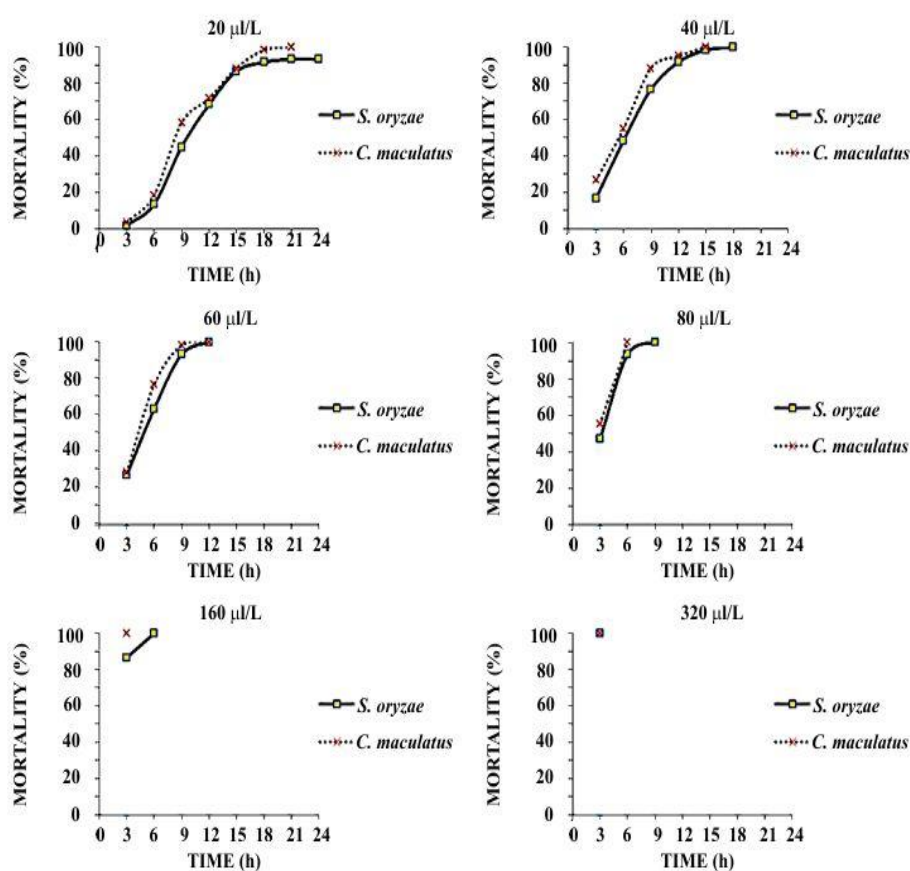 20 µl/L
MORTALITY (%)
100
80
60
40
20
0
0 3 6 9 12 15 18 21 24
TIME (h)
S. oryzae
C. maculatus
40 µl/L
MORTALITY (%)
100
80
60
40
20
0
0 3 6 9 12 15 18 21 24
TIME (h)
S. oryzae
C. maculatus
60 µl/L
MORTALITY (%)
100
80
60
40
20
0
0 3 6 9 12 15 18 21 24
TIME (h)
S. oryzae
C. maculatus
80 µl/L
MORTALITY (%)
100
80
60
40
20
0
0 3 6 9 12 15 18 21 24
TIME (h)
S. oryzae
C. maculatus
160 µl/L
MORTALITY (%)
100
80
60
40
20
0
0 3 6 9 12 15 18 21 24
TIME (h)
S. oryzae
C. maculatus
320 µl/L
MORTALITY (%)
100
80
60
40
20
0
0 3 6 9 12 15 18 21 24
TIME (h)
S. oryzae
C. maculatus